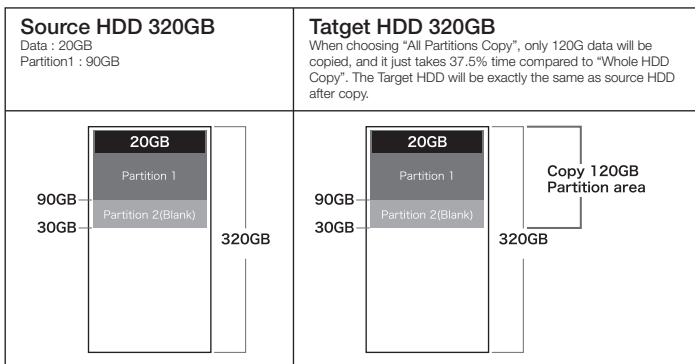 Source HDD 320GB
Data : 20GB
Partition1 : 90GB
Tatget HDD 320GB
When choosing “All Partitions Copy”, only 120G data will be
copied, and it just takes 37.5% time compared to “Whole HDD
Copy”. The Target HDD will be exactly the same as source HDD
after copy.
20GB
Partition 1
90GB
Partition 2(Blank)
30GB
320GB
20GB
Partition 1
90GB
Partition 2(Blank)
30GB
320GB
Copy 120GB
Partition area